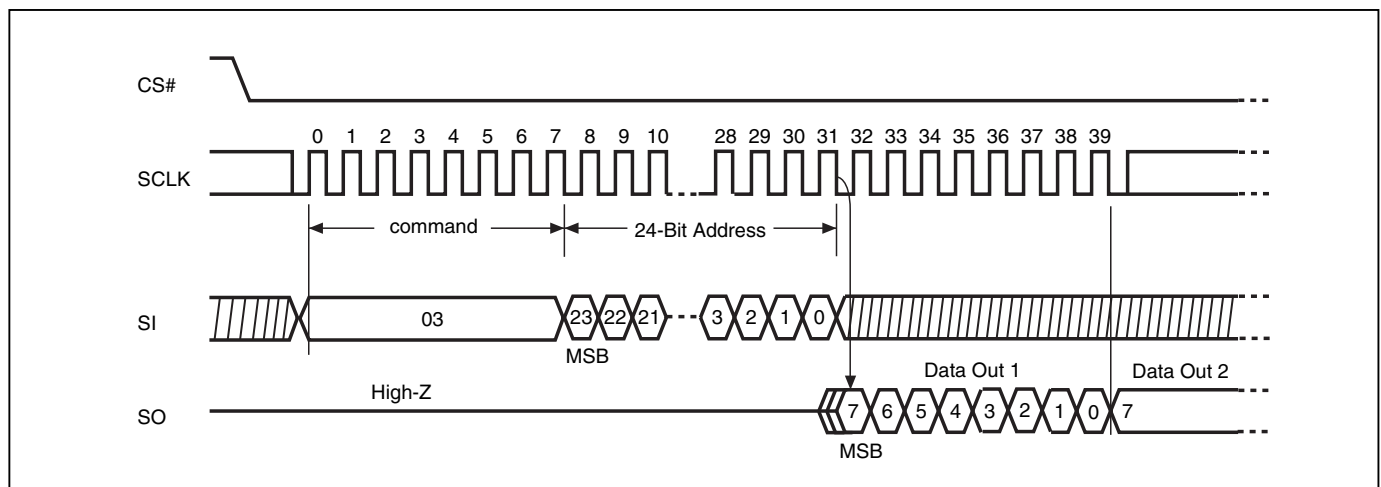 CS#
0 1 2 3 4 5 6 7 8 9 10 28 29 30 31 32 33 34 35 36 37 38 39
SCLK
command 24-Bit Address
SI 03 23 22 21 3 2 1 0
MSB
Data Out 1 Data Out 2
High-Z
SO 7 6 5 4 3 2 1 0 7
MSB